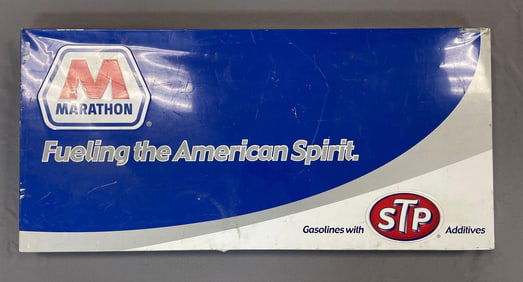 M
MARATHON
®
Fueling the American Spirit.
Gasolines with STP® Additives